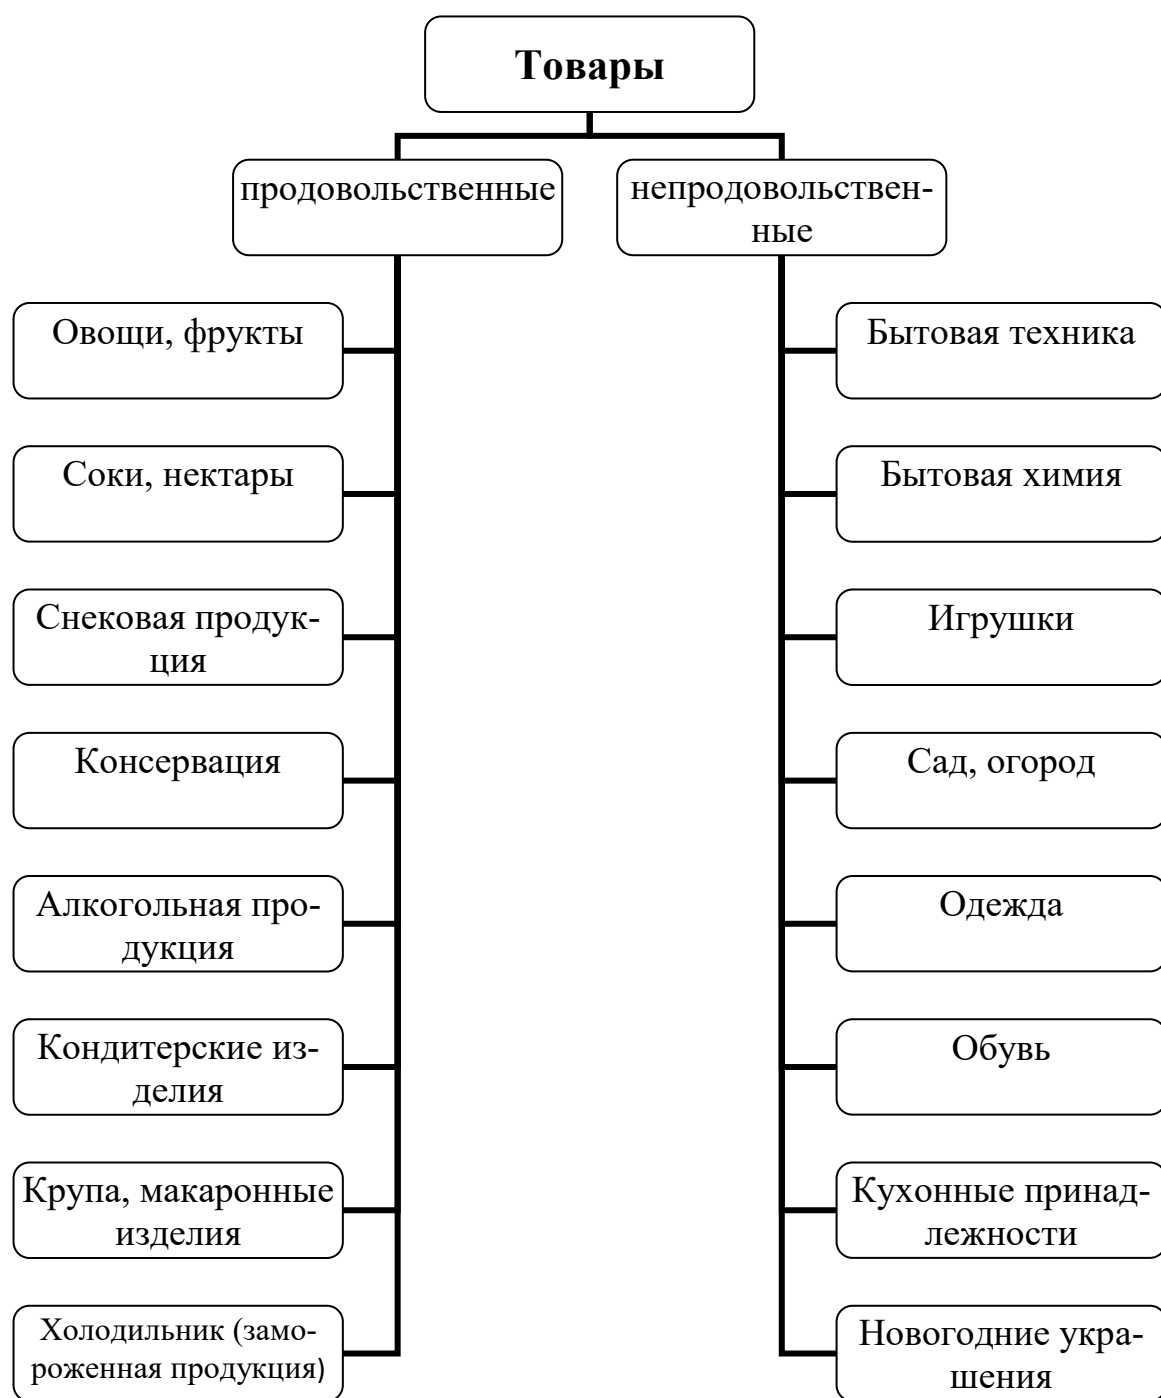 Товары
продовольственные
непродовольствен-
ные
Овощи, фрукты
Соки, нектары
Снековая продук-
ция
Консервация
Алкогольная про-
дукция
Кондитерские из-
делия
Крупа, макаронные
изделия
Холодильник (замо-
роженная продукция)
Бытовая техника
Бытовая химия
Игрушки
Сад, огород
Одежда
Обувь
Кухонные принад-
лежности
Новогодние укра-
шения